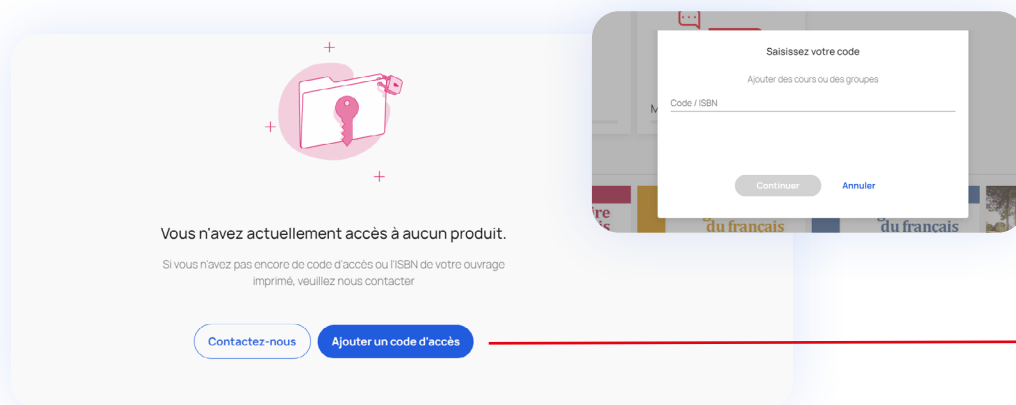 Vous n'avez actuellement accès à aucun produit.
Si vous n'avez pas encore de code d'accès ou l'ISBN de votre ouvrage
imprimé, veuillez nous contacter
Contactez-nous
Ajouter un code d'accès
Saisissez votre code
Ajouter des cours ou des groupes
Code / ISBN
Continuer
Annuler
M
ire
is
du français
du français